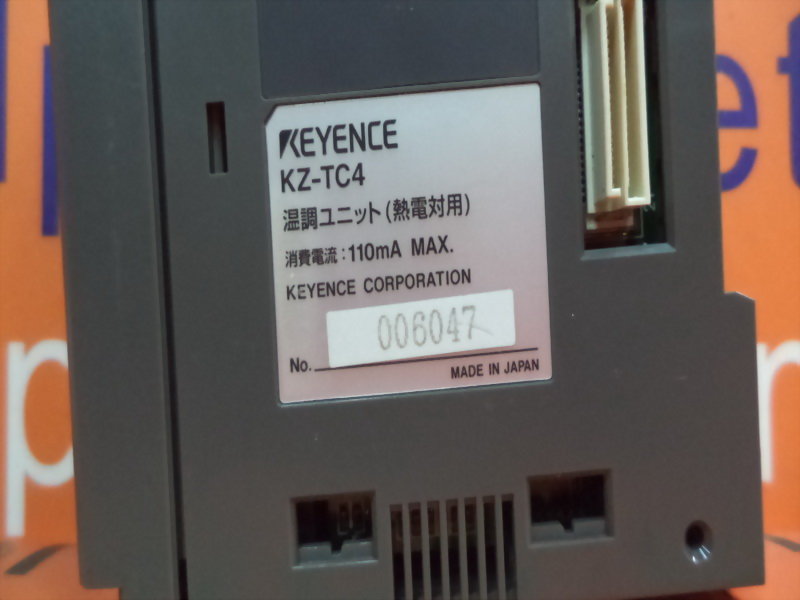 KEYENCE
KZ-TC4
温調ユニット(熱電対用)
消費電流:110mA MAX.
KEYENCE CORPORATION
006047
No.
MADE IN JAPAN
et
p